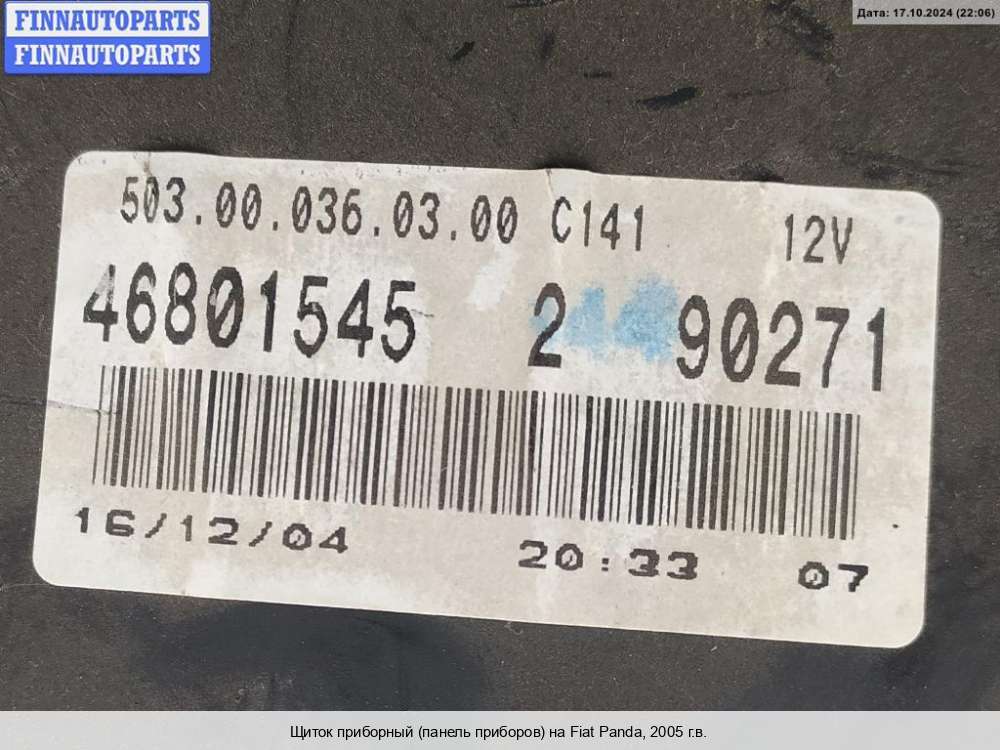 FINNAUTOPARTS
FINNAUTOPARTS
Дата: 17.10.2024 (22:06)
503.00.036.03.00 C141 12V
46801545 2 90271
16/12/04 20:33 07
Щиток приборный (панель приборов) на Fiat Panda, 2005 г.в.